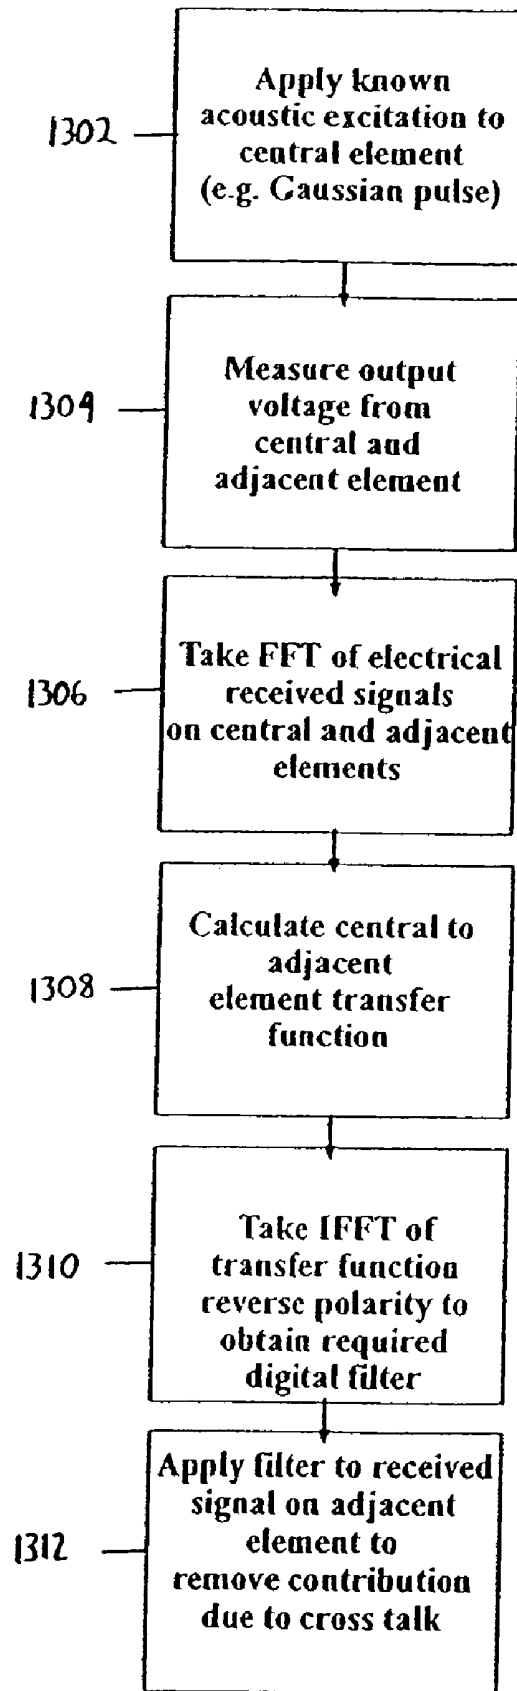 1302
Apply known
acoustic excitation to
central element
(e.g. Gaussian pulse)
1304
Measure output
voltage from
central and
adjacent element
1306
Take FFT of electrical
received signals
on central and adjacent
elements
1308
Calculate central to
adjacent
element transfer
function
1310
Take IFFT of
transfer function
reverse polarity to
obtain required
digital filter
1312
Apply filter to received
signal on adjacent
element to
remove contribution
due to cross talk